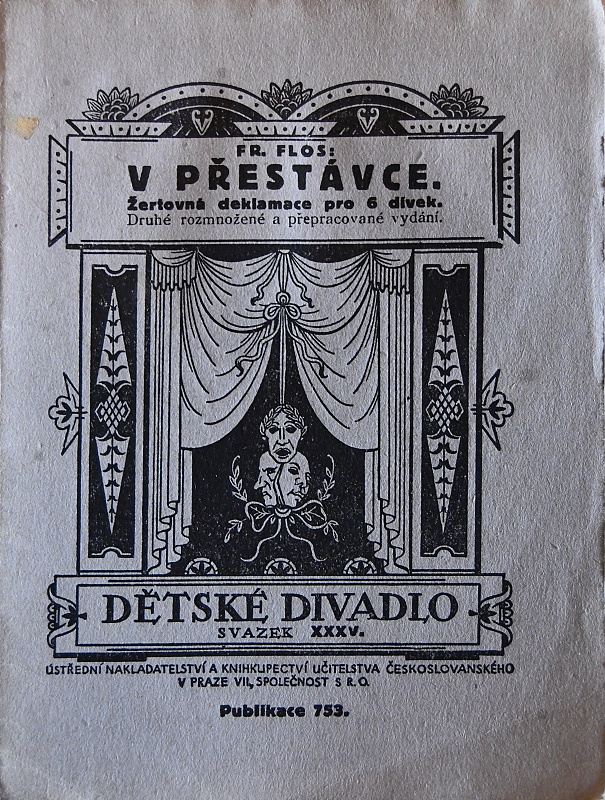 FR. FLOS:
V PŘESTÁVCE.
Žertovná deklamace pro 6 dívek.
Druhé rozmnožené a přepracované vydání.
DĚTSKÉ DIVADLO
SVAZEK XXXV.
ÚSTŘEDNÍ NAKLADATELSTVÍ A KNIHKUPECTVÍ UČITELSTVA ČESKOSLOVANSKÉHO
V PRAZE VII, SPOLEČNOST S R. O.
Publikace 753.